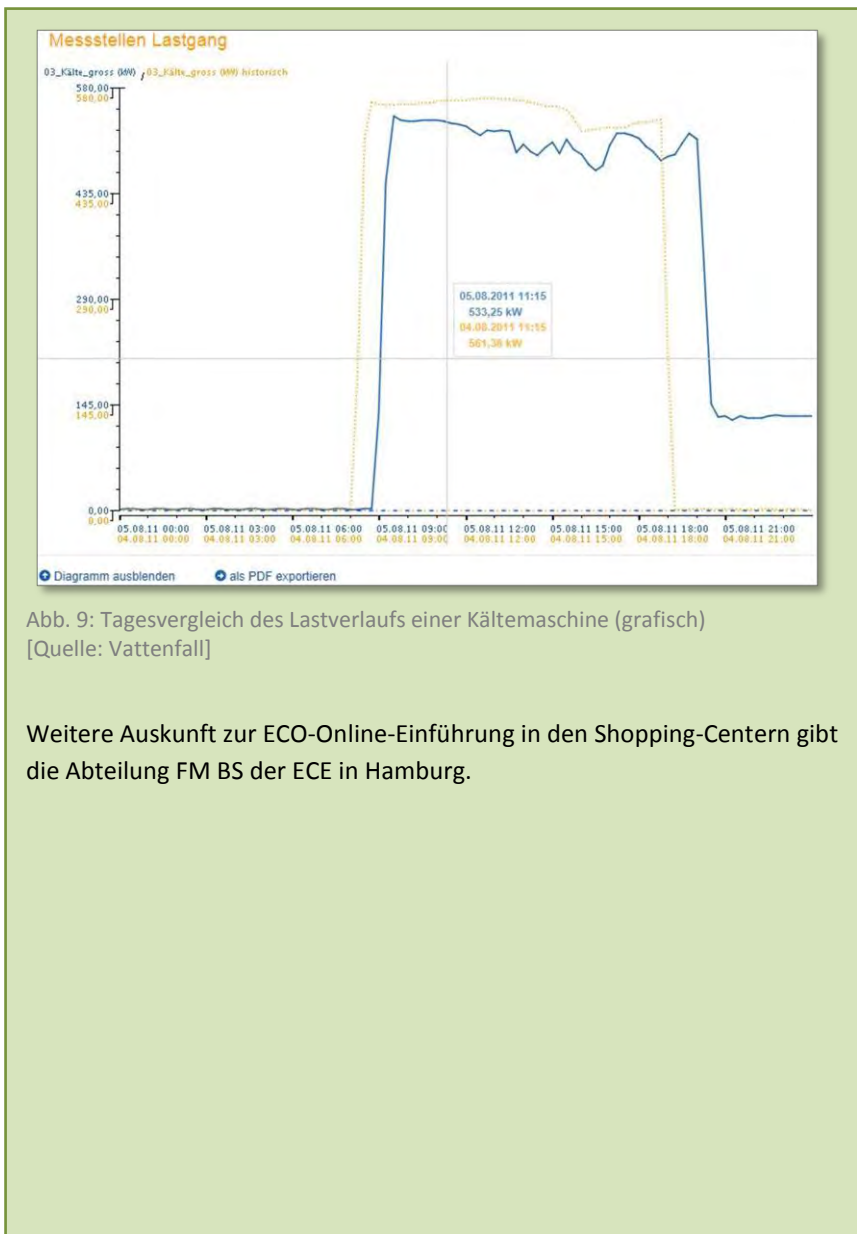 Messstellen Lastgang
03_Kälte_gross (kW) / 03_Kälte_gross (kW) historisch
580,00
580,00
435,00
435,00
290,00
290,00
145,00
145,00
0,00
0,00
05.08.11 00:00 05.08.11 03:00 05.08.11 06:00 05.08.11 09:00 05.08.11 12:00 05.08.11 15:00 05.08.11 18:00 05.08.11 21:00
04.08.11 00:00 04.08.11 03:00 04.08.11 06:00 04.08.11 09:00 04.08.11 12:00 04.08.11 15:00 04.08.11 18:00 04.08.11 21:00
05.08.2011 11:15
533,25 kW
04.08.2011 11:15
561,38 kW
Diagramm ausblenden als PDF exportieren
Abb. 9: Tagesvergleich des Lastverlaufs einer Kältemaschine (grafisch)
[Quelle: Vattenfall]
Weitere Auskunft zur ECO-Online-Einführung in den Shopping-Centern gibt
die Abteilung FM BS der ECE in Hamburg.